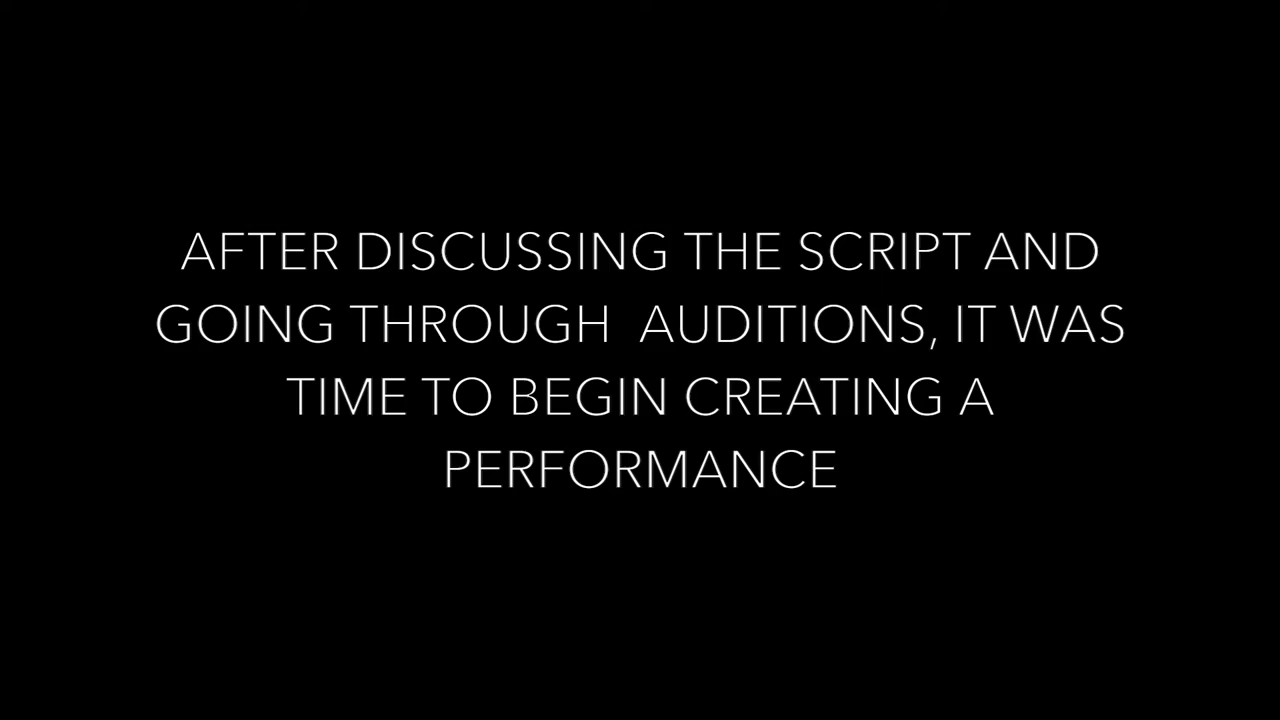 AFTER DISCUSSING THE SCRIPT AND
GOING THROUGH  AUDITIONS, IT WAS
TIME TO BEGIN CREATING A
PERFORMANCE